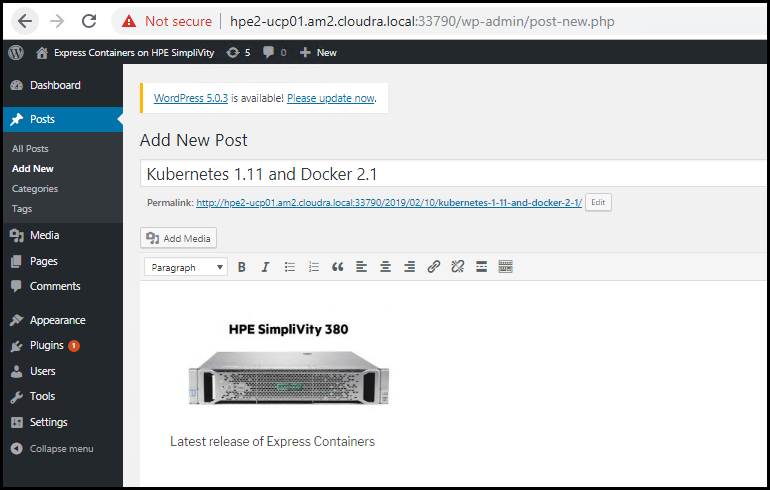 Not secure | hpe2-ucp01.am2.cloudra.local:33790/wp-admin/post-new.php
Express Containers on HPE SimpliVity 5 0 + New
Dashboard
WordPress 5.0.3 is available! Please update now.
Posts
Add New Post
All Posts
Add New
Kubernetes 1.11 and Docker 2.1
Categories
Permalink: http://hpe2-ucp01.am2.cloudra.local:33790/2019/02/10/kubernetes-1-11-and-docker-2-1/ Edit
Tags
Media
Add Media
Pages
Paragraph B I
Comments
Appearance
HPE SimpliVity 380
Plugins 1
Users
Tools
Settings
Latest release of Express Containers
Collapse menu